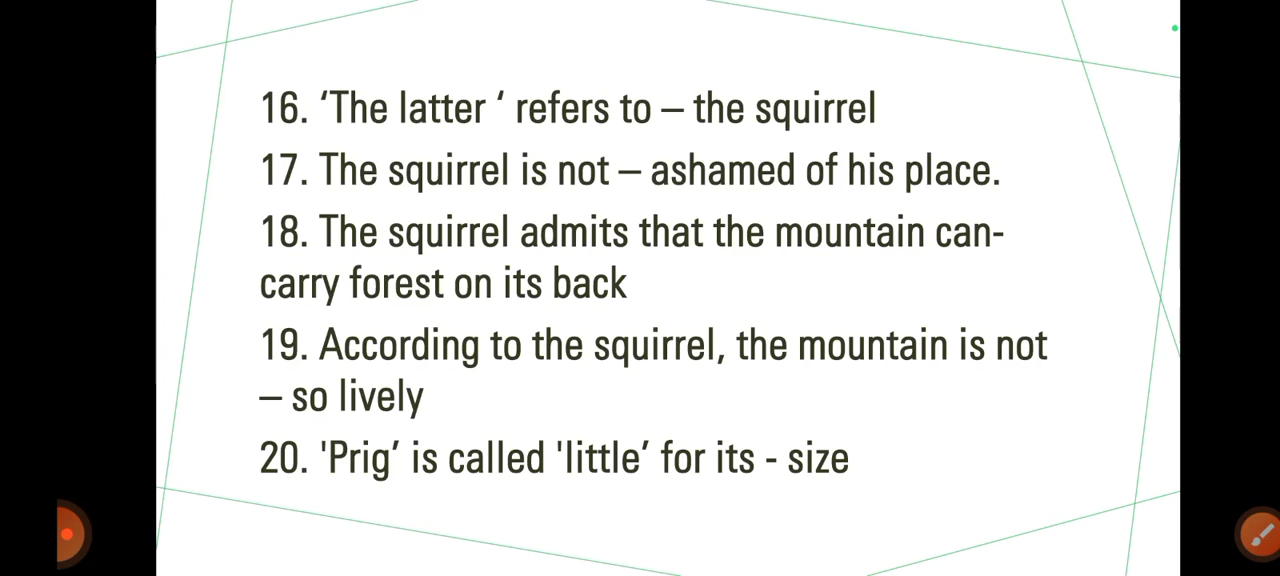 16. ‘The latter ‘ refers to – the squirrel
17. The squirrel is not – ashamed of his place.
18. The squirrel admits that the mountain can-
carry forest on its back
19. According to the squirrel, the mountain is not
– so lively
20. 'Prig’ is called 'little’ for its - size